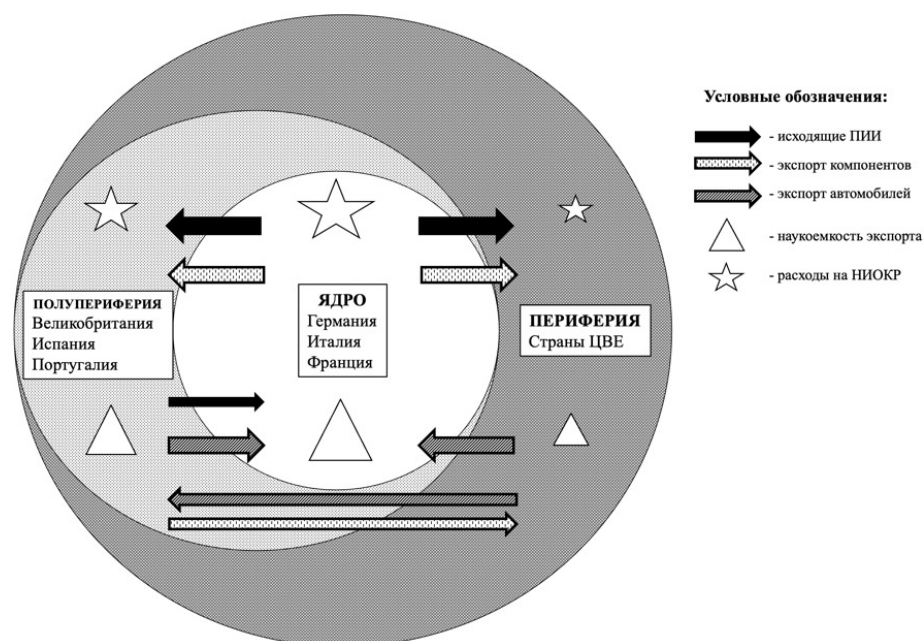 Условные обозначения:
- исходящие ПИИ
- экспорт компонентов
- экспорт автомобилей
- наукоемкость экспорта
- расходы на НИОКР
ПОЛУПЕРИФЕРИЯ
Великобритания
Испания
Португалия
ЯДРО
Германия
Италия
Франция
ПЕРИФЕРИЯ
Страны ЦВЕ